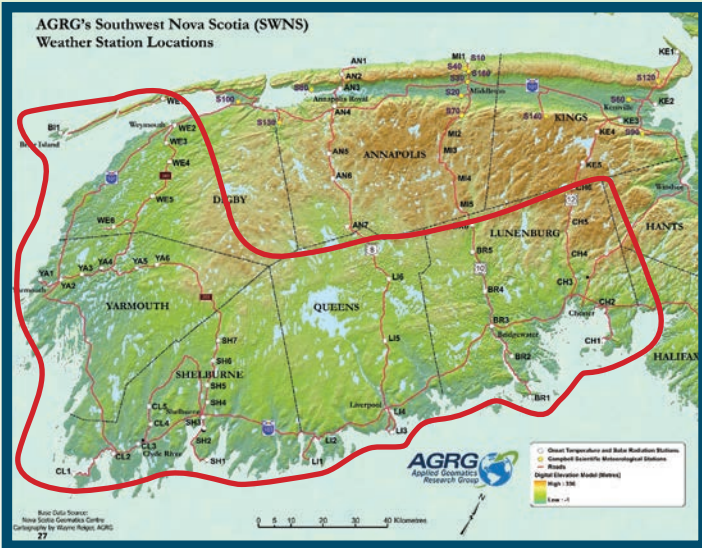 AGRG's Southwest Nova Scotia (SWNS)
Weather Station Locations
AN1
AN2
AN3
Annapolis Royal
AN4
MI1
S10
S40
S160
S20
Middleton
S70
KE1
S120
S60
KE2
Kentville
KE3
S90
KE4
KINGS
S140
S100
S130
BI1
Brier Island
WE
Weymouth
WE2
WE3
WE4
WE5
WE6
DIGBY
ANNAPOLIS
AN5
AN6
AN7
MI2
MI3
MI4
MI5
KE5
Windsor
12
CH5
HANTS
LUNENBURG
8
BR5
10
BR4
CH4
CH3
CH2
Chester
CH1
HALIFAX
YA1
YA2
YA3
YA4
YA5
YA6
YARMOUTH
QUEENS
LI6
LI5
BR3
Bridgewater
BR2
BR1
SH7
SH6
SHELBURNE
SH5
SH4
SH3
SH2
SH1
Shelburne
CL5
CL4
CL3
Clyde River
CL2
CL1
Liverpool
LI4
LI3
LI2
LI1
AGRG
Applied Geomatics
Research Group
Onset Temperature and Solar Radiation Stations
Campbell Scientific Meteorological Stations
Roads
Digital Elevation Model (Metres)
High : 336
Low : -1
N
Base Data Source:
Nova Scotia Geomatics Centre
Cartography by Wayne Reiger, AGRG
27
0 5 10 20 30 40 Kilometres